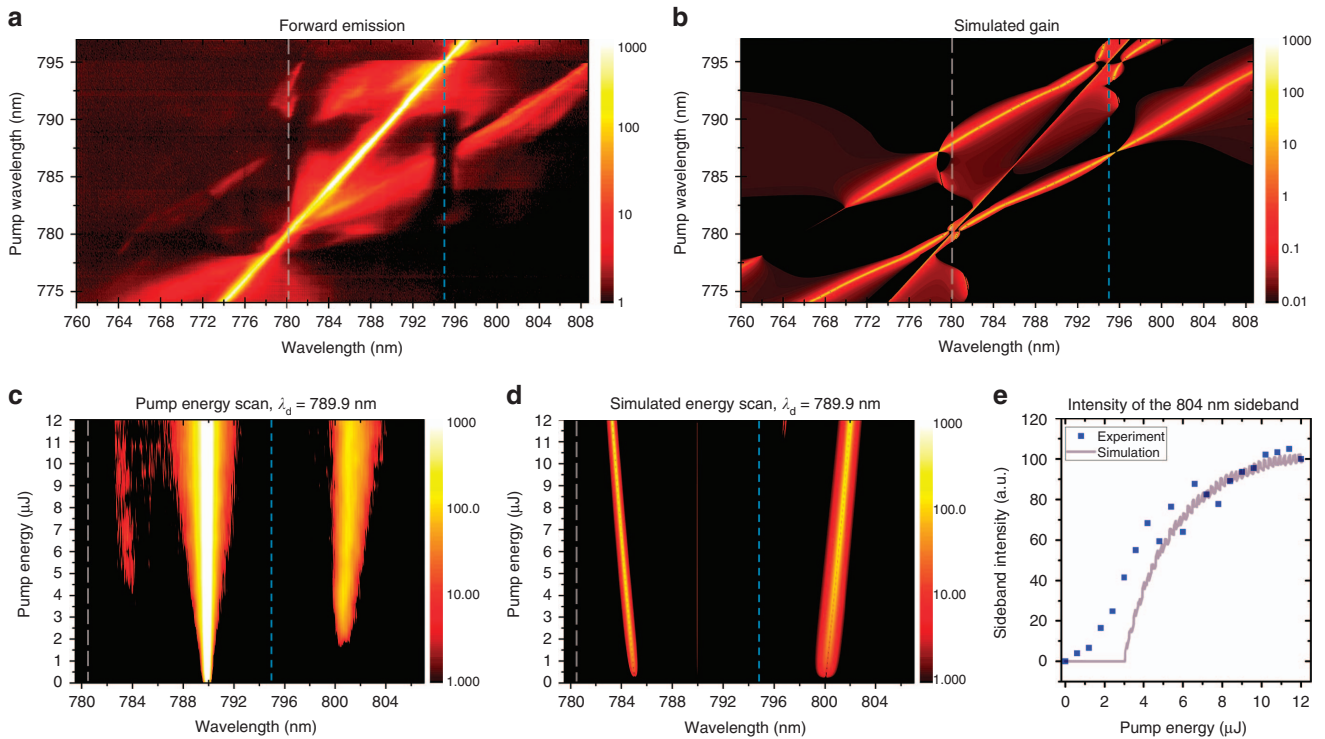 a
Forward emission
Pump wavelength (nm)
795
790
785
780
775
760 764 768 772 776 780 784 788 792 796 800 804 808
Wavelength (nm)
1000
100
10
1
b
Simulated gain
Pump wavelength (nm)
795
790
785
780
775
760 764 768 772 776 780 784 788 792 796 800 804 808
Wavelength (nm)
1000
100
10
1
0.1
0.01
c
Pump energy scan, λd = 789.9 nm
Pump energy (μJ)
12
11
10
9
8
7
6
5
4
3
2
1
0
780 784 788 792 796 800 804
Wavelength (nm)
1000
100.0
10.00
1.000
d
Simulated energy scan, λd = 789.9 nm
Pump energy (μJ)
12
11
10
9
8
7
6
5
4
3
2
1
0
780 784 788 792 796 800 804
Wavelength (nm)
1000
100.0
10.00
1.000
e
Intensity of the 804 nm sideband
Experiment
Simulation
Sideband intensity (a.u.)
120
100
80
60
40
20
0
0 2 4 6 8 10 12
Pump energy (μJ)